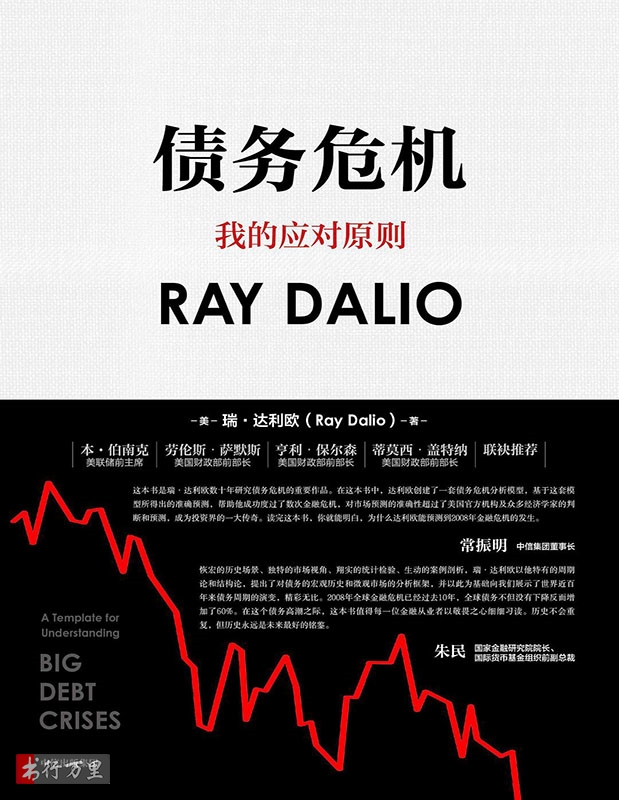 债务危机
我的应对原则
RAY DALIO
–美– 瑞·达利欧（Ray Dalio）–著–
本·伯南克 劳伦斯·萨默斯 亨利·保尔森 蒂莫西·盖特纳 联袂推荐
美联储前主席 美国财政部前部长 美国财政部前部长 美国财政部前部长
这本书是瑞·达利欧数十年研究债务危机的重要作品。在这本书中，达利欧创建了一套债务危机分析模型，基于这套模
型所得出的准确预测，帮助他成功度过了数次金融危机，对市场预测的准确性超过了美国官方机构及众多经济学家的判
断和预测，成为投资界的一大传奇。读完这本书，你就能明白，为什么达利欧能预测到2008年金融危机的发生。
常振明 中信集团董事长
恢宏的历史场景、独特的市场视角、翔实的统计检验、生动的案例剖析，瑞·达利欧以他特有的周期
论和结构论，提出了对债务的宏观历史和微观市场的分析框架，并以此为基础向我们展示了世界近百
年来债务周期的演变，精彩无比。2008年全球金融危机已经过去10年，全球债务不但没有下降反而增
加了60%。在这个债务高潮之际，这本书值得每一位金融从业者以敬畏之心细细习读。历史不会重
复，但历史永远是未来最好的铭鉴。
朱民 国家金融研究院院长、
国际货币基金组织前副总裁
A Template for
Understanding
BIG
DEBT
CRISES
书行万里